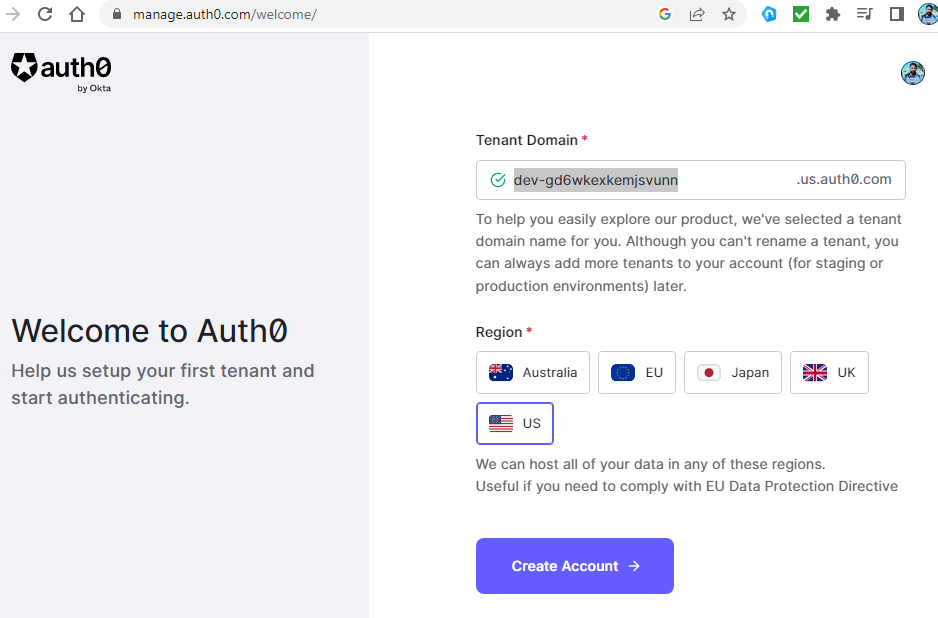 manage.auth0.com/welcome/
auth0
by Okta
Welcome to Auth0
Help us setup your first tenant and
start authenticating.
Tenant Domain *
dev-gd6wkexkemjsvunn .us.auth0.com
To help you easily explore our product, we've selected a tenant
domain name for you. Although you can't rename a tenant, you
can always add more tenants to your account (for staging or
production environments) later.
Region *
Australia EU Japan UK
US
We can host all of your data in any of these regions.
Useful if you need to comply with EU Data Protection Directive
Create Account →